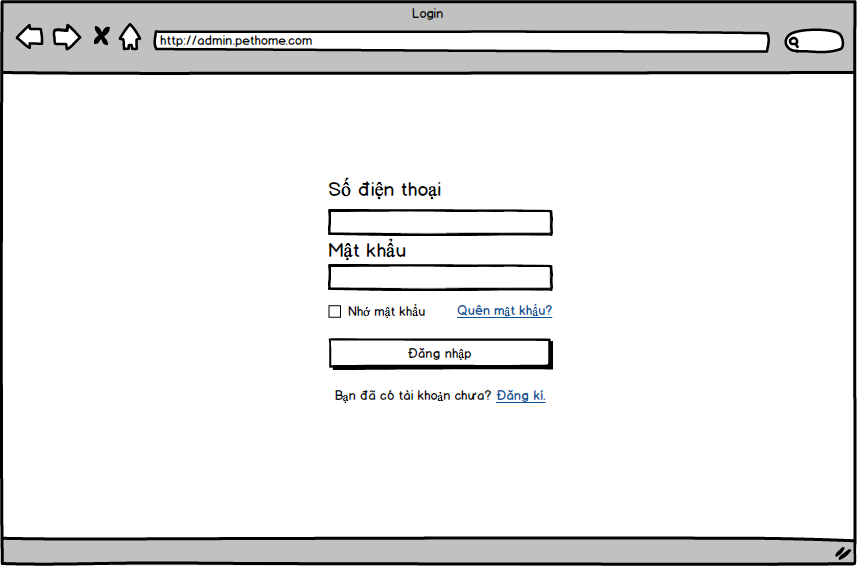 Login
http://admin.pethome.com
Số điện thoại
Mật khẩu
Nhớ mật khẩu Quên mật khẩu?
Đăng nhập
Bạn đã có tài khoản chưa? Đăng kí.